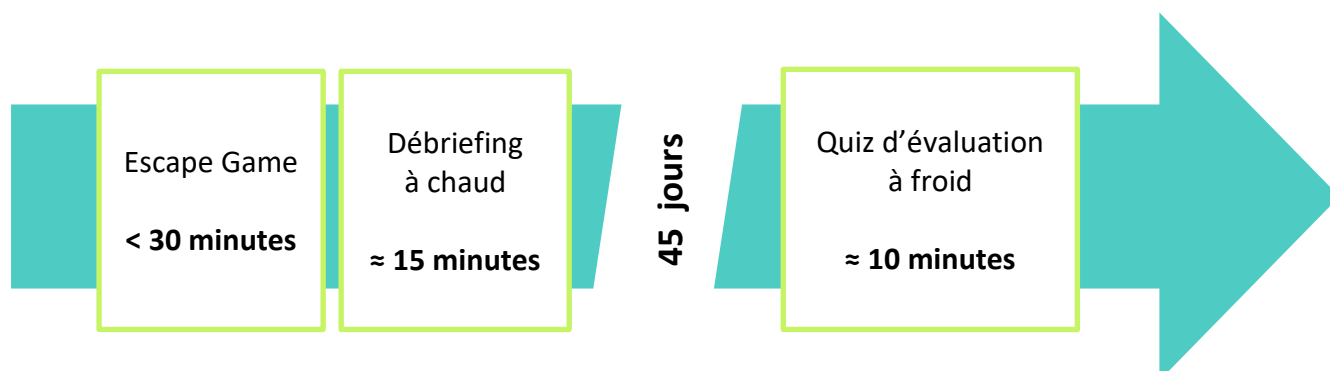 Escape Game
< 30 minutes
Débriefing
à chaud
≈ 15 minutes
45 jours
Quiz d’évaluation
à froid
≈ 10 minutes